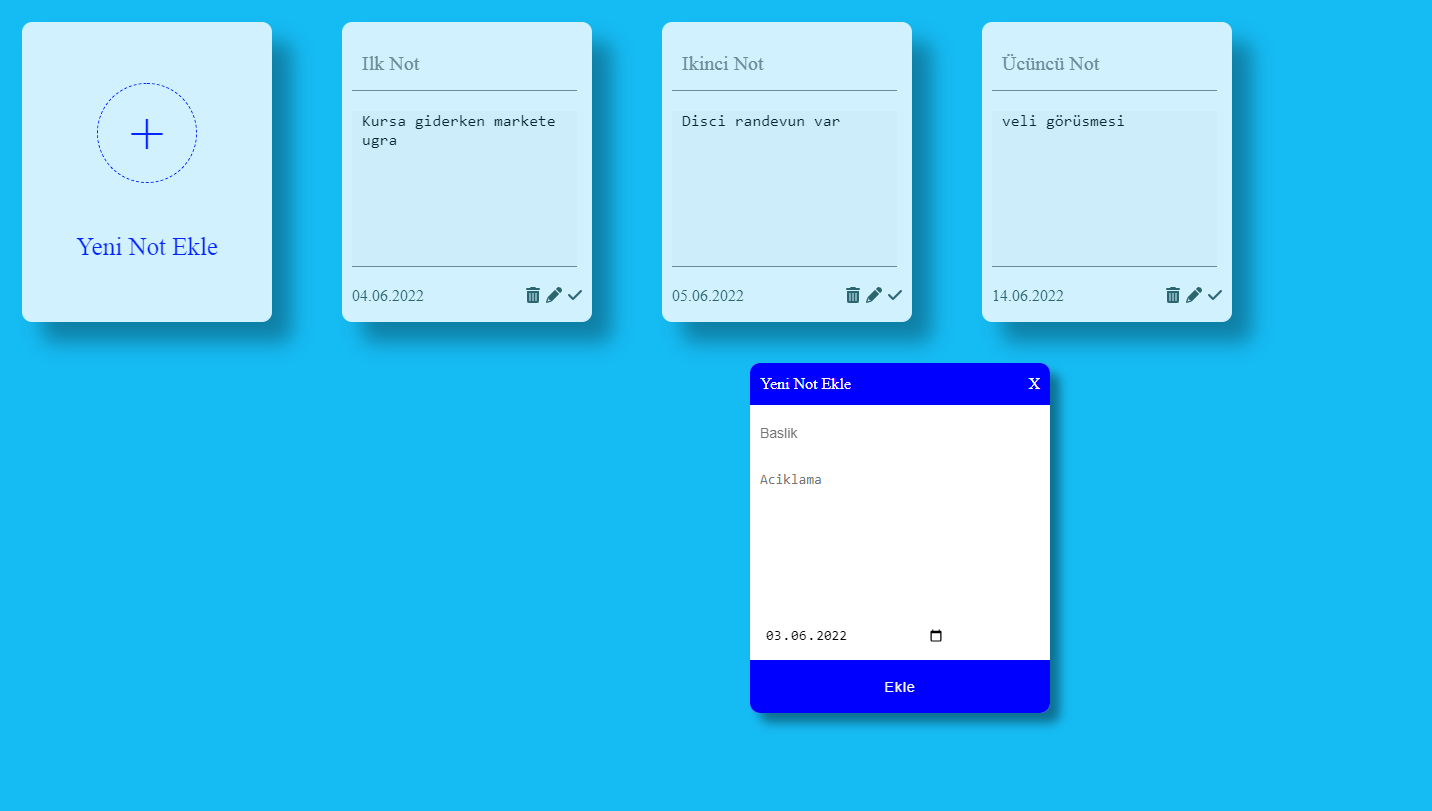 Yeni Not Ekle
Ilk Not
Kursa giderken markete
ugra
04.06.2022
Ikinci Not
Disci randevun var
05.06.2022
Ücüncü Not
veli görüsmesi
14.06.2022
Yeni Not Ekle X
Baslik
Aciklama
03.06.2022
Ekle